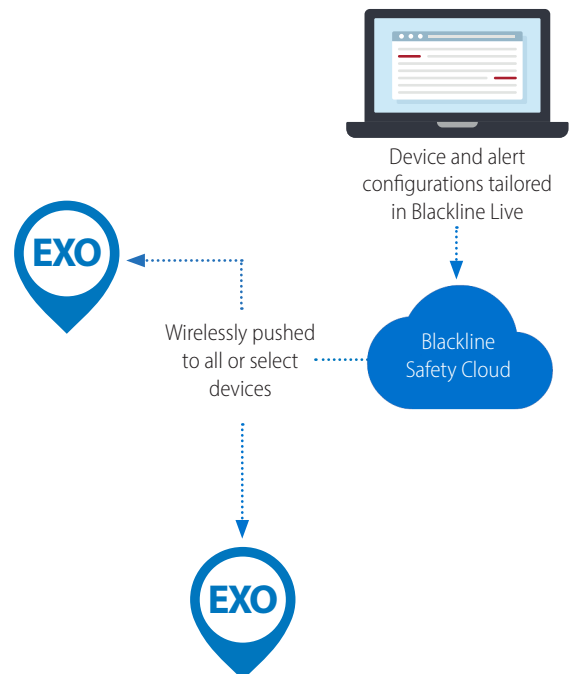 Device and alert
configurations tailored
in Blackline Live
EXO
Wirelessly pushed
to all or select
devices
Blackline
Safety Cloud
EXO